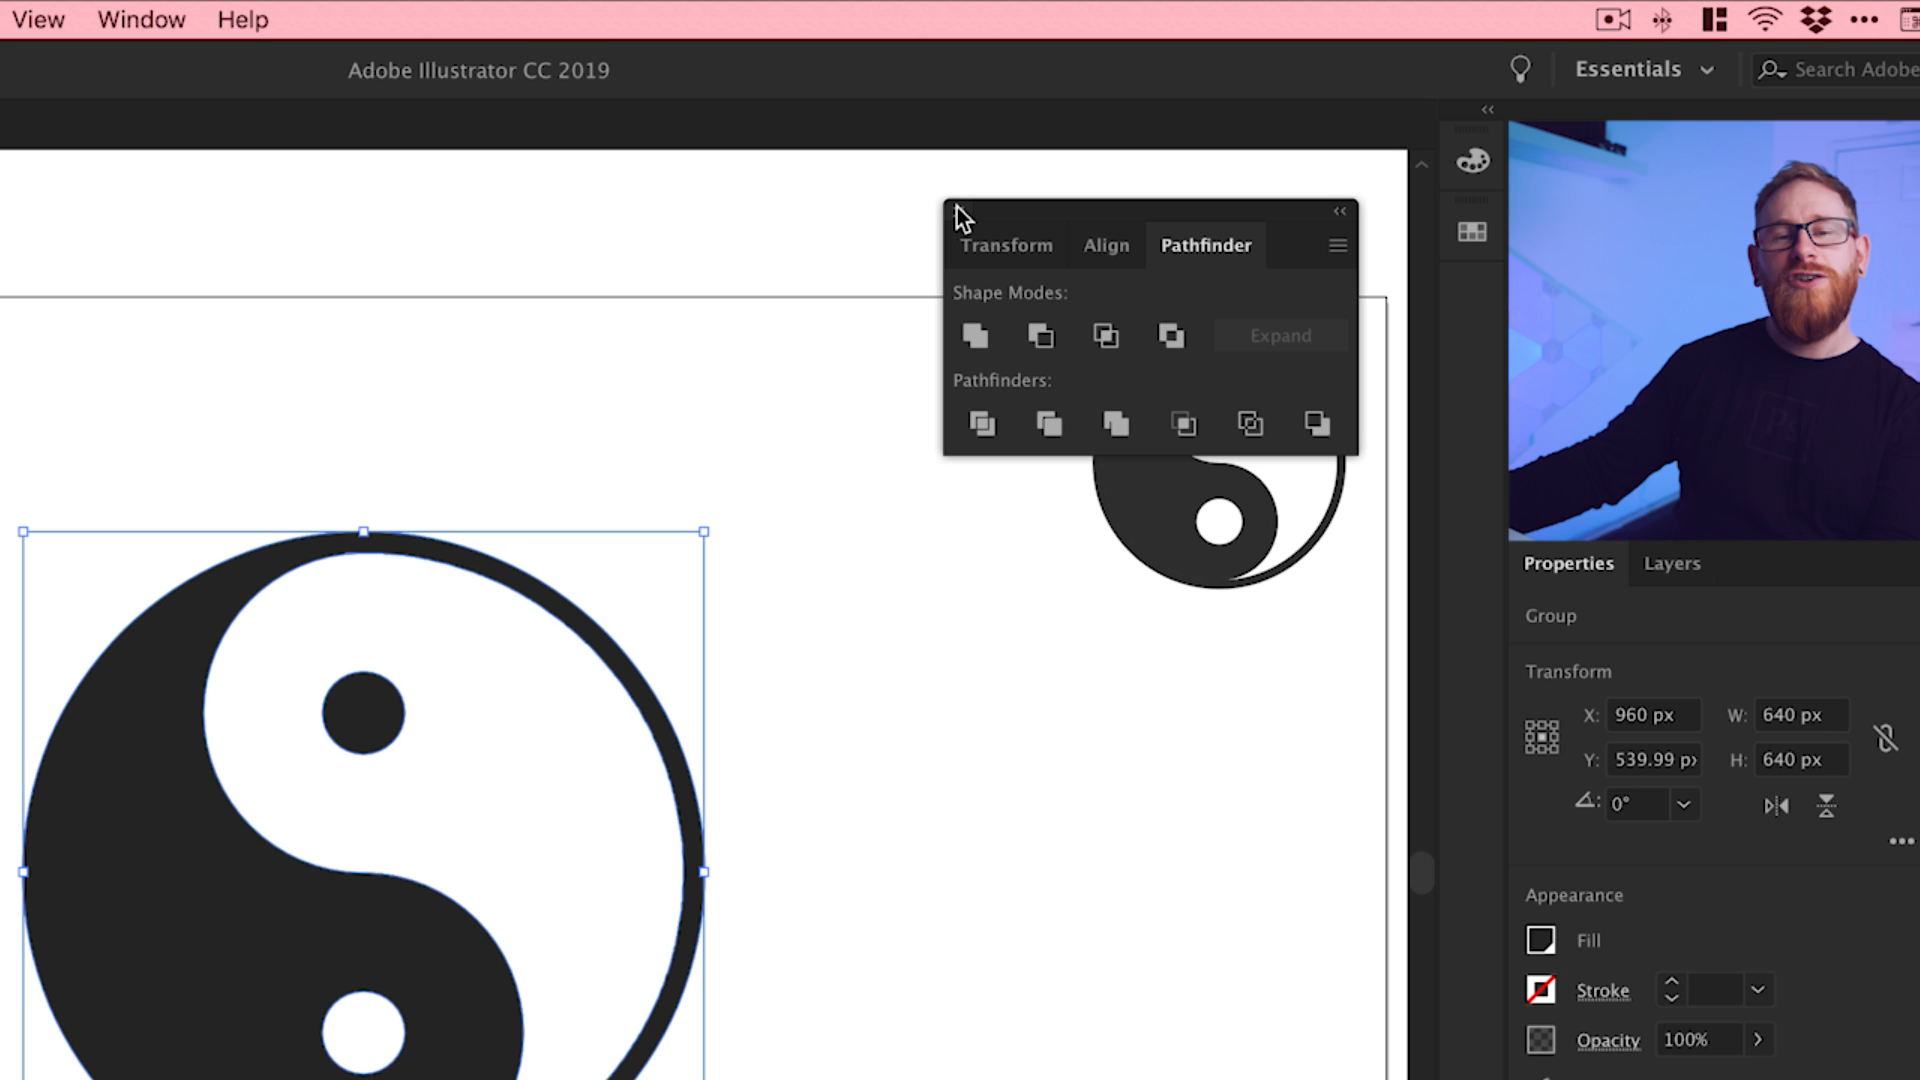 View Window Help
Adobe Illustrator CC 2019
Essentials
Search Adobe
Transform Align Pathfinder
Shape Modes:
Expand
Pathfinders:
Ps
Properties Layers
Group
Transform
X: 960 px W: 640 px
Y: 539.99 px H: 640 px
0°
Appearance
Fill
Stroke
Opacity 100%